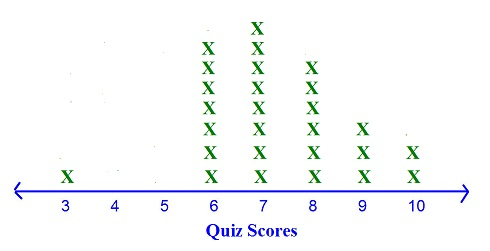 X
X X
X X X
X X X
X X X
X X X X
X X X X X
X X X X X X
3 4 5 6 7 8 9 10
Quiz Scores